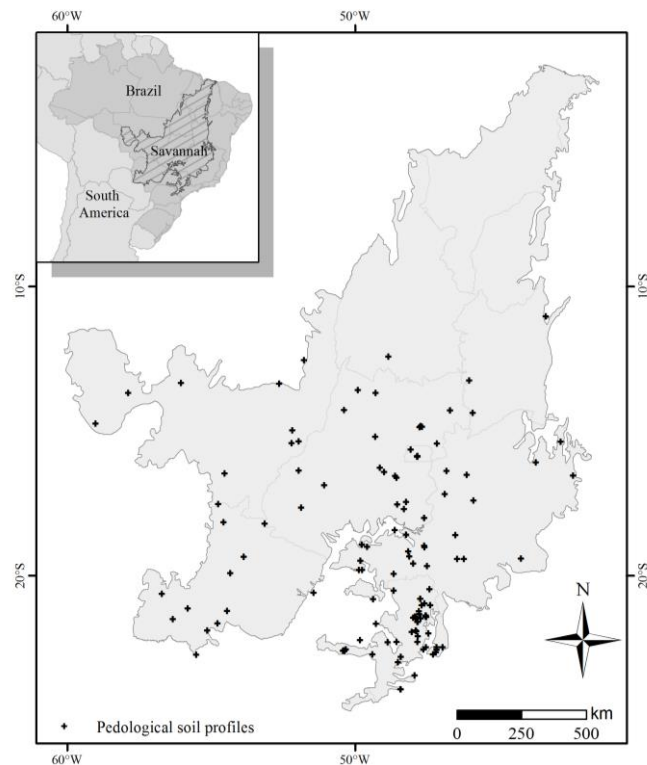 60°W 50°W
Brazil
Savannah
South
America
10°S 10°S
20°S 20°S
N
km
0 250 500
Pedological soil profiles
60°W 50°W